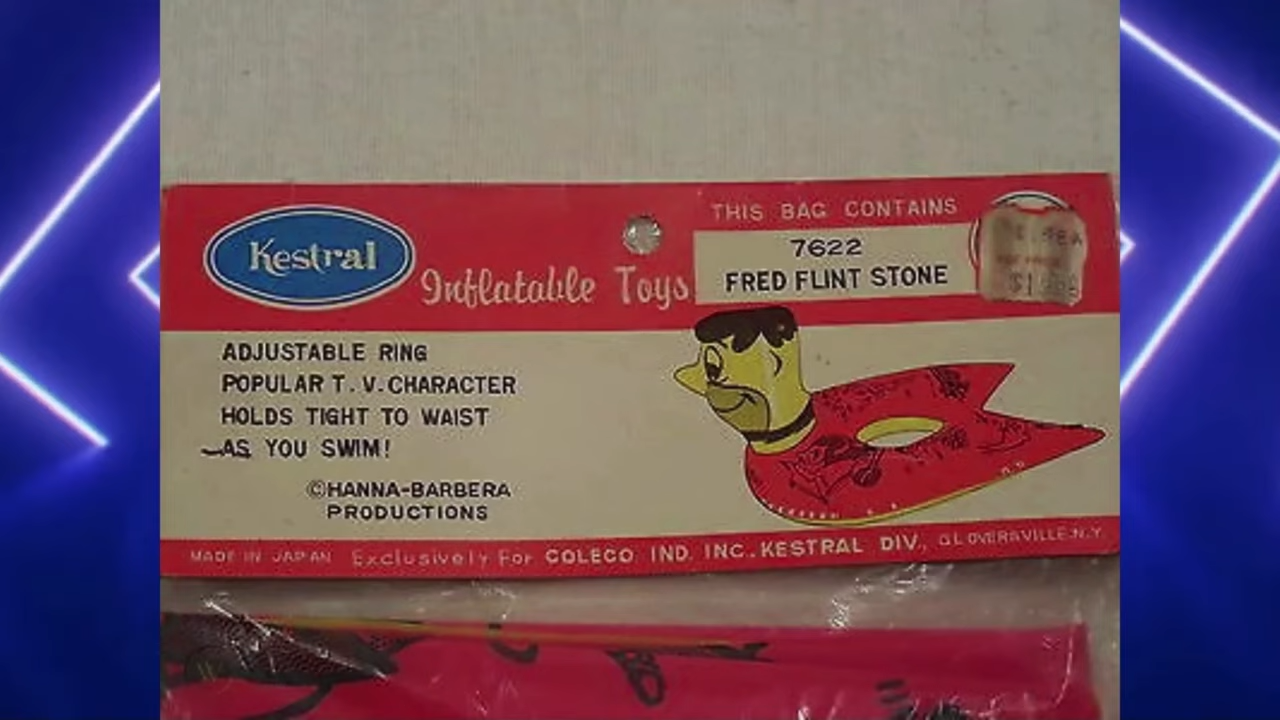 Kestral
Inflatable Toys
THIS BAG CONTAINS
7622
FRED FLINT STONE
ADJUSTABLE RING
POPULAR T.V. CHARACTER
HOLDS TIGHT TO WAIST
AS YOU SWIM!
©HANNA-BARBERA
PRODUCTIONS
MADE IN JAPAN Exclusively For COLECO IND. INC. KESTRAL DIV., GLOVERSVILLE.N.Y.